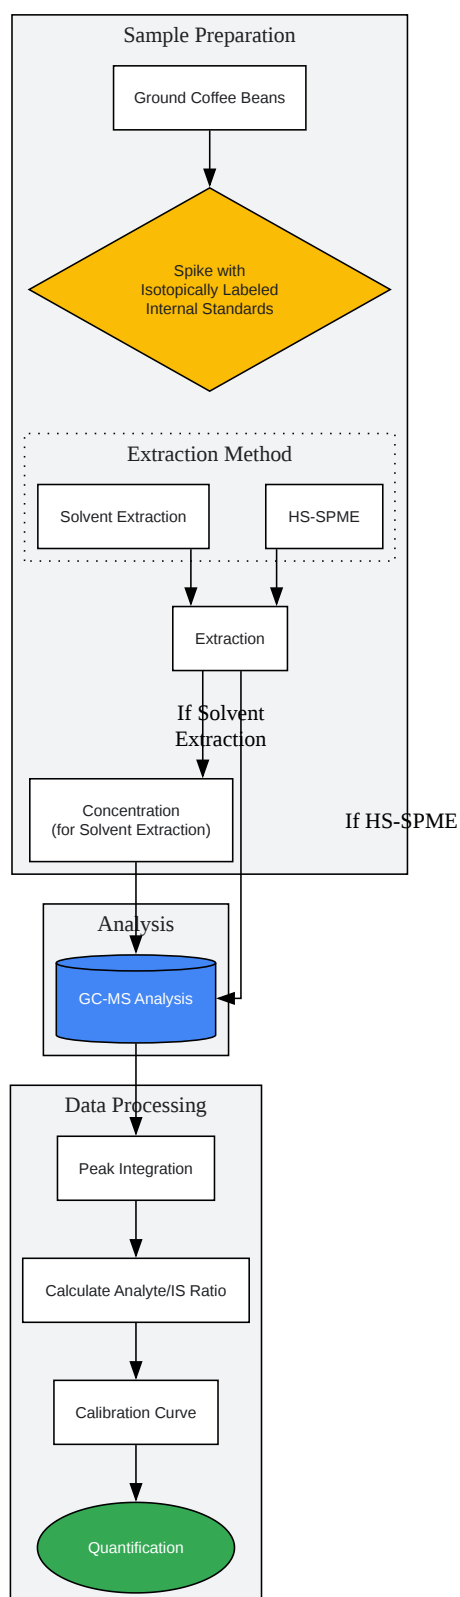 Sample Preparation
Ground Coffee Beans
Spike with
Isotopically Labeled
Internal Standards
Extraction Method
Solvent Extraction
HS-SPME
Extraction
If Solvent
Extraction
Concentration
(for Solvent Extraction)
If HS-SPME
Analysis
GC-MS Analysis
Data Processing
Peak Integration
Calculate Analyte/IS Ratio
Calibration Curve
Quantification